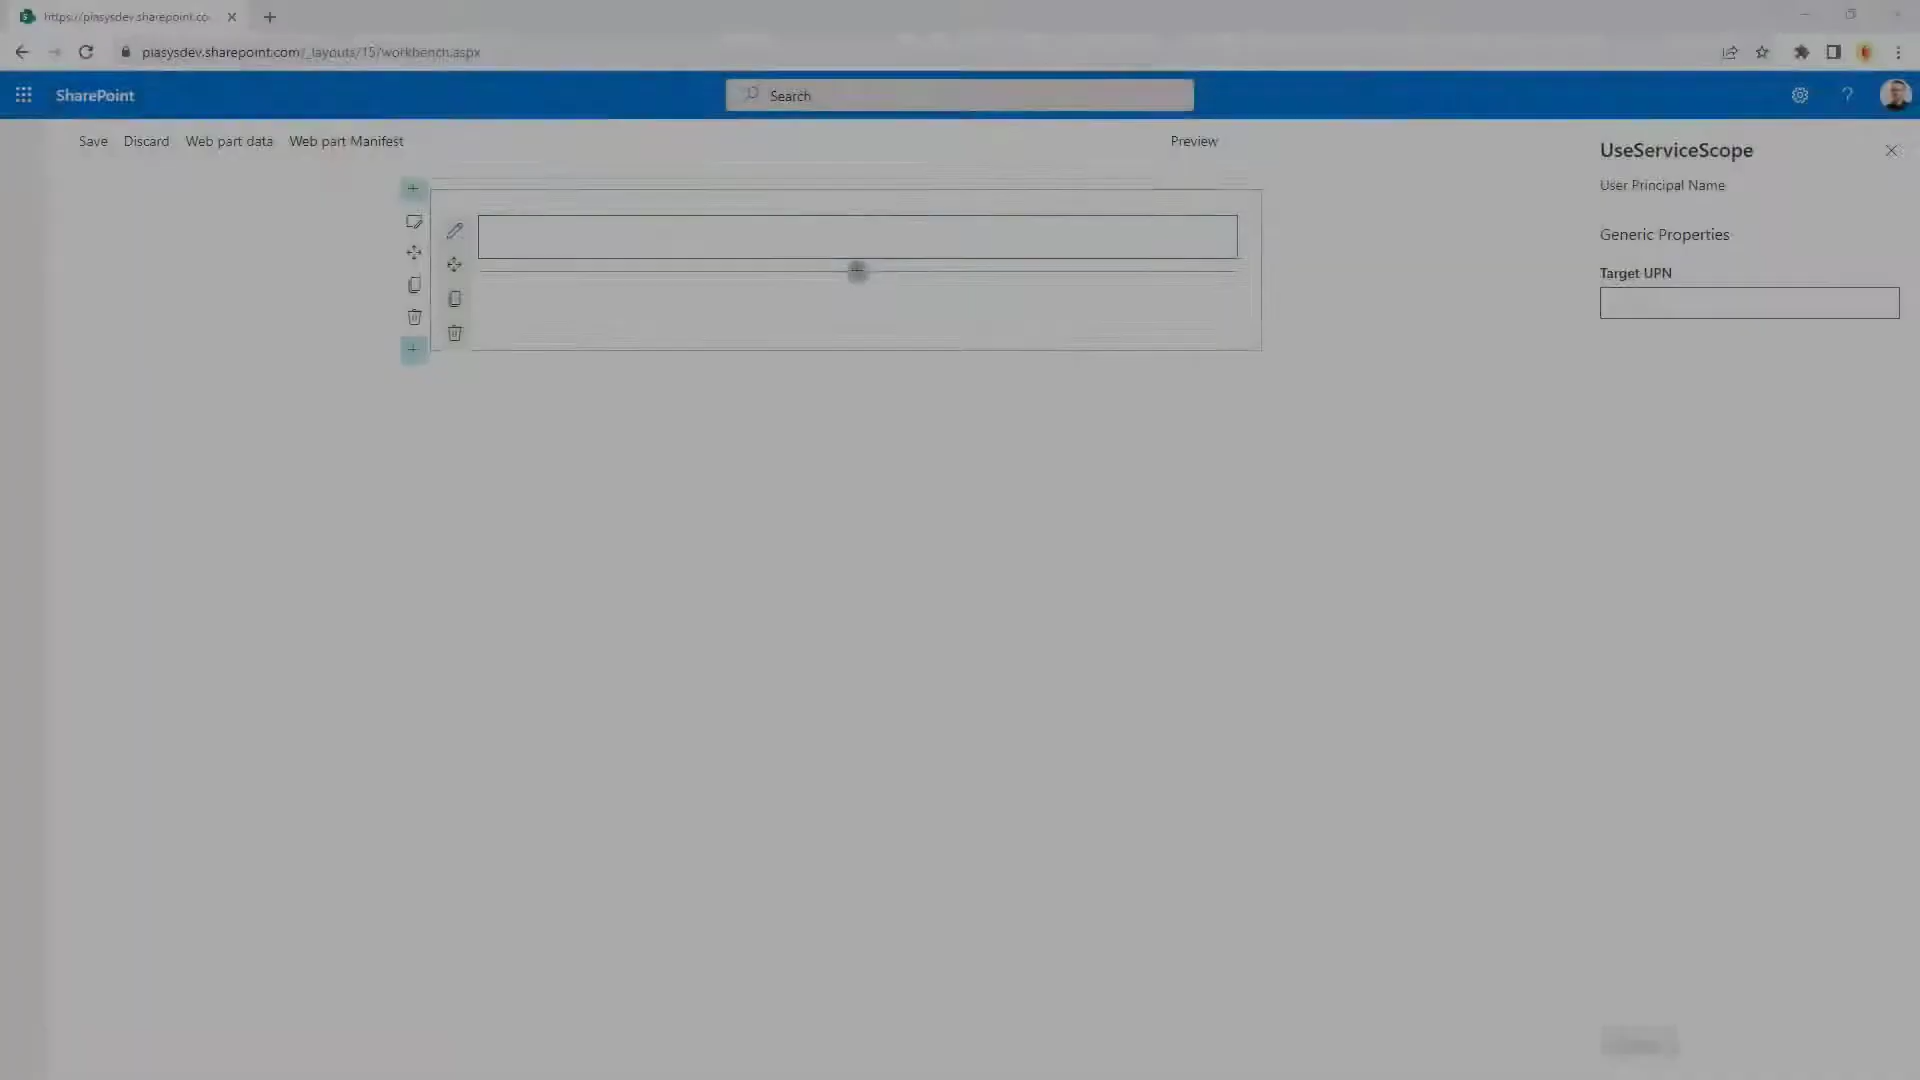 https://piasysdev.sharepoint.co
piasysdev.sharepoint.com/_layouts/15/workbench.aspx
SharePoint
Search
Save Discard Web part data Web part Manifest
Preview
UseServiceScope
User Principal Name
Generic Properties
Target UPN